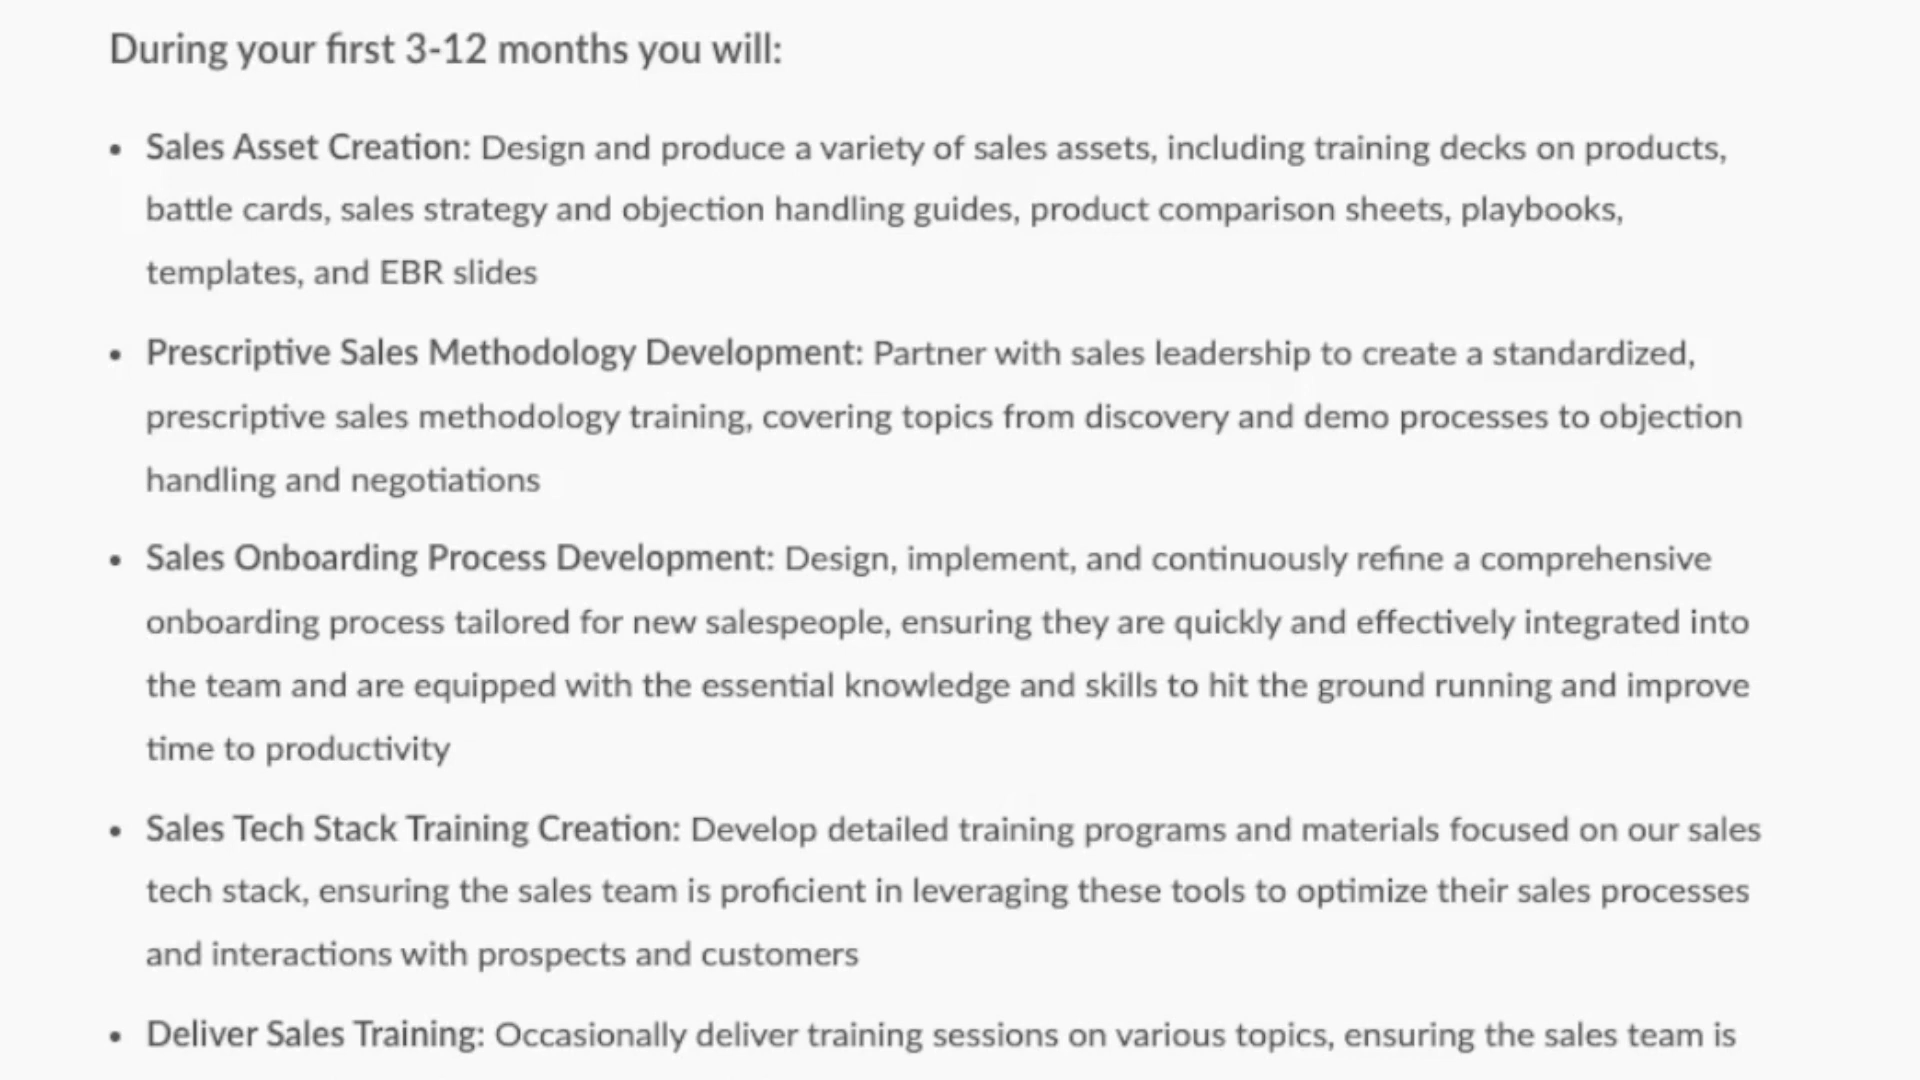 During your first 3-12 months you will:
• Sales Asset Creation: Design and produce a variety of sales assets, including training decks on products,
battle cards, sales strategy and objection handling guides, product comparison sheets, playbooks,
templates, and EBR slides
• Prescriptive Sales Methodology Development: Partner with sales leadership to create a standardized,
prescriptive sales methodology training, covering topics from discovery and demo processes to objection
handling and negotiations
• Sales Onboarding Process Development: Design, implement, and continuously refine a comprehensive
onboarding process tailored for new salespeople, ensuring they are quickly and effectively integrated into
the team and are equipped with the essential knowledge and skills to hit the ground running and improve
time to productivity
• Sales Tech Stack Training Creation: Develop detailed training programs and materials focused on our sales
tech stack, ensuring the sales team is proficient in leveraging these tools to optimize their sales processes
and interactions with prospects and customers
• Deliver Sales Training: Occasionally deliver training sessions on various topics, ensuring the sales team is